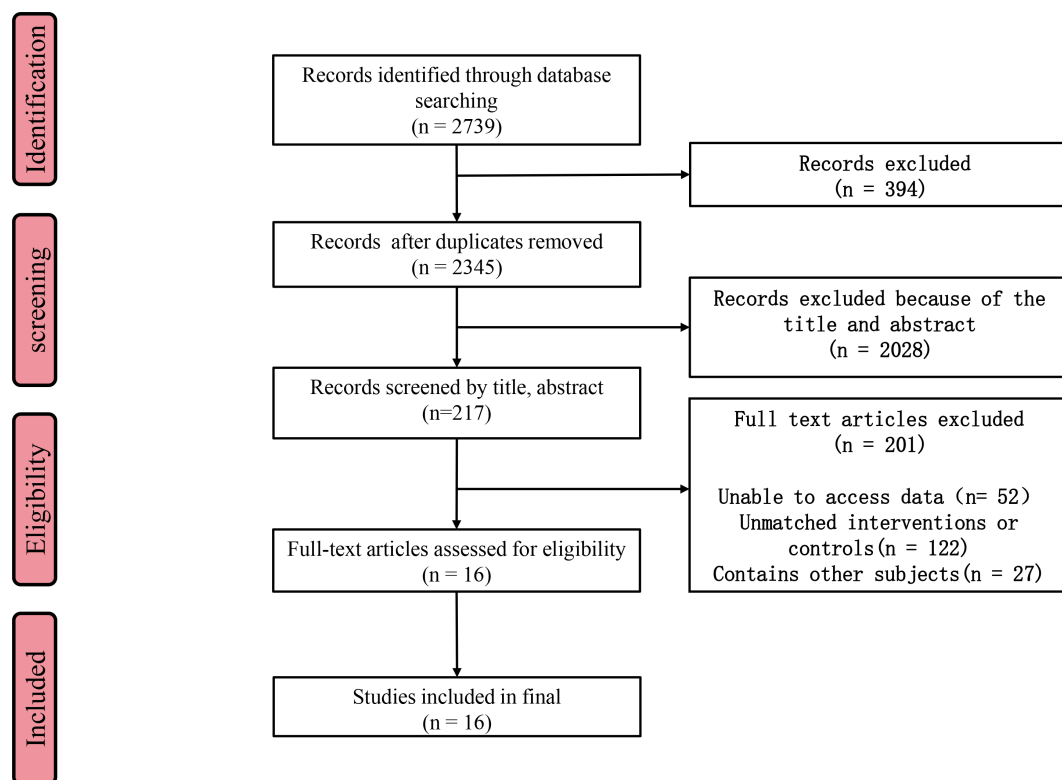 Identification
Records identified through database
searching
(n = 2739)
Records excluded
(n = 394)
screening
Records after duplicates removed
(n = 2345)
Records excluded because of the
title and abstract
(n = 2028)
Records screened by title, abstract
(n=217)
Eligibility
Full text articles excluded
(n = 201)
Unable to access data (n= 52)
Unmatched interventions or
controls(n = 122)
Contains other subjects(n = 27)
Full-text articles assessed for eligibility
(n = 16)
Included
Studies included in final
(n = 16)